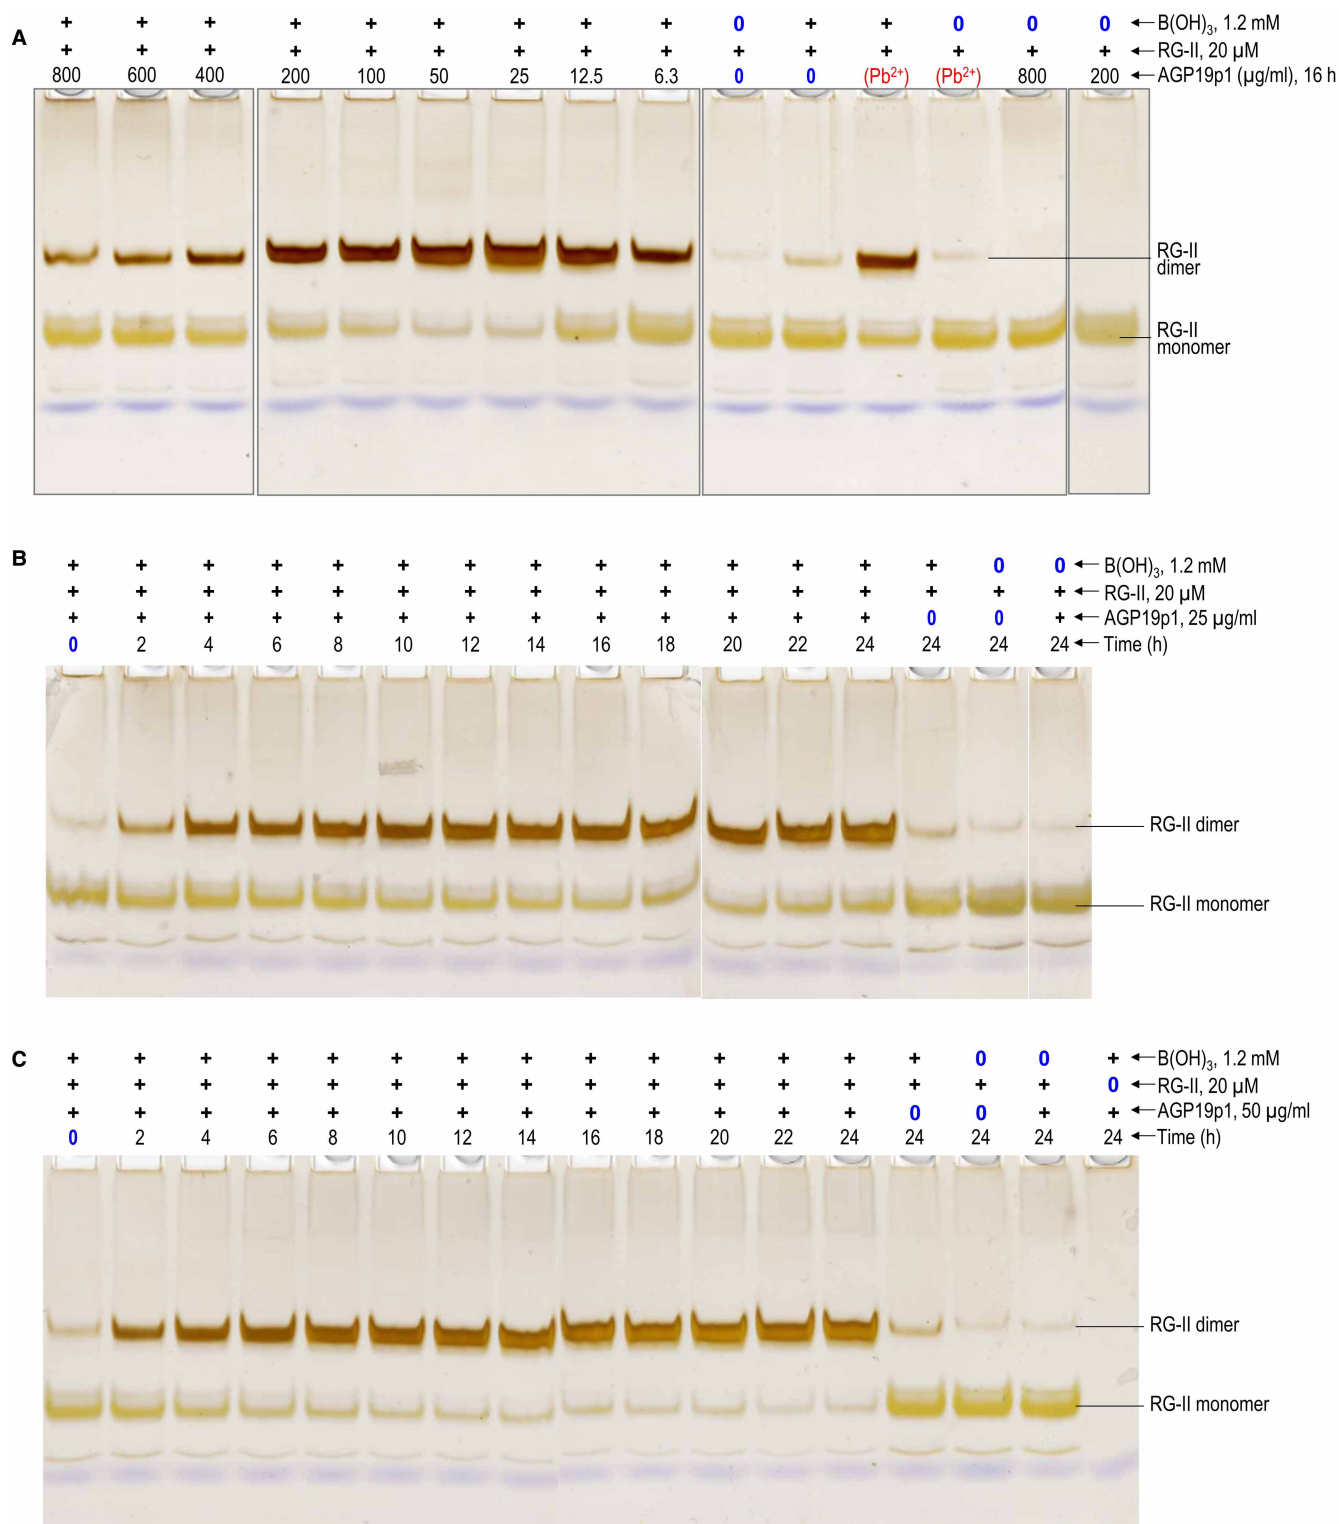 A
+ + + + + + + + + 0 + + 0 0 0 ←B(OH)₃, 1.2 mM
+ + + + + + + + + + + + + + + ←RG-II, 20 µM
800 600 400 200 100 50 25 12.5 6.3 0 0 (Pb²⁺) (Pb²⁺) 800 200 ←AGP19p1 (µg/ml), 16 h
RG-II
dimer
RG-II
monomer
B
+ + + + + + + + + + + + + + 0 0 ←B(OH)₃, 1.2 mM
+ + + + + + + + + + + + + + + + ←RG-II, 20 µM
+ + + + + + + + + + + + + 0 0 + ←AGP19p1, 25 µg/ml
0 2 4 6 8 10 12 14 16 18 20 22 24 24 24 24 ←Time (h)
RG-II dimer
RG-II monomer
C
+ + + + + + + + + + + + + + 0 0 + ←B(OH)₃, 1.2 mM
+ + + + + + + + + + + + + + + + 0 ←RG-II, 20 µM
+ + + + + + + + + + + + + 0 0 + + ←AGP19p1, 50 µg/ml
0 2 4 6 8 10 12 14 16 18 20 22 24 24 24 24 24 ←Time (h)
RG-II dimer
RG-II monomer